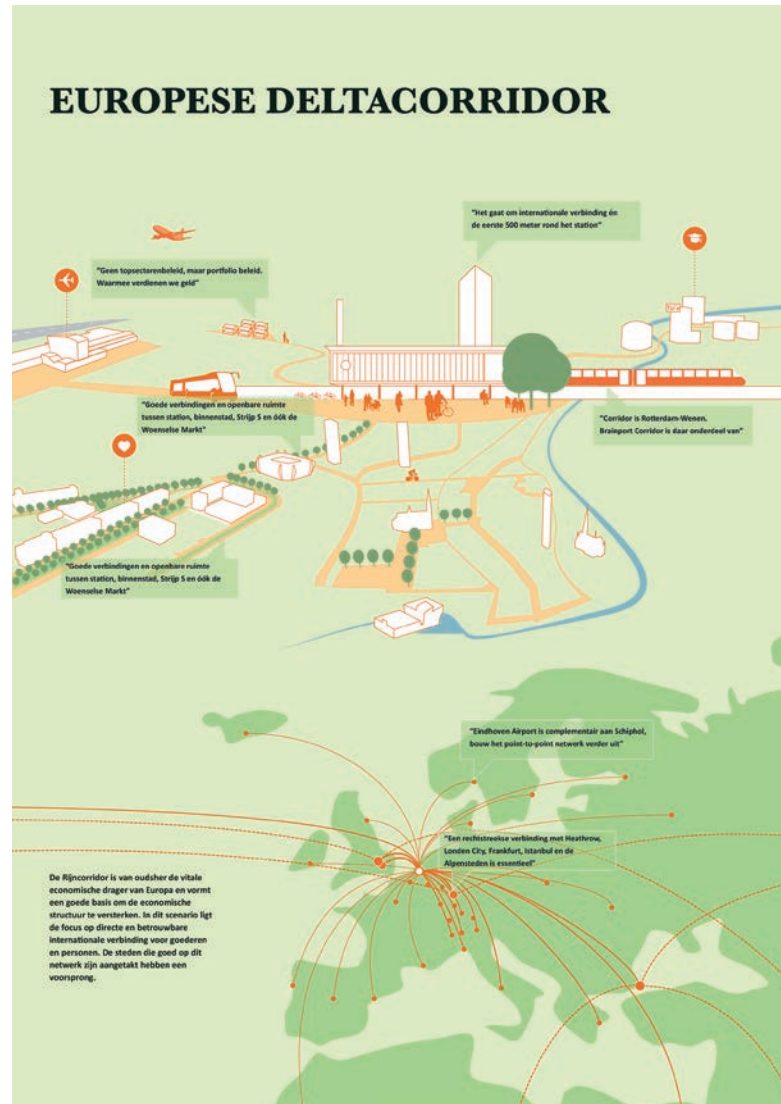 EUROPESE DELTACORRIDOR
"Het gaat om internationale verbinding én
de eerste 500 meter rond het station"
"Geen topsectorenbeleid, maar portfolio beleid.
Waarmee verdienen we geld"
"Goede verbindingen en openbare ruimte
tussen station, binnenstad, Strijp S en óók de
Woenselse Markt"
"Corridor is Rotterdam-Wenen.
Brainport Corridor is daar onderdeel van"
"Goede verbindingen en openbare ruimte
tussen station, binnenstad, Strijp S en óók de
Woenselse Markt"
"Eindhoven Airport is complementair aan Schiphol,
bouw het point-to-point netwerk verder uit"
"Een rechtstreekse verbinding met Heathrow,
Londen City, Frankfurt, Istanbul en de
Alpensteden is essentieel"
De Rijncorridor is van oudsher de vitale
economische drager van Europa en vormt
een goede basis om de economische
structuur te versterken. In dit scenario ligt
de focus op directe en betrouwbare
internationale verbinding voor goederen
en personen. De steden die goed op dit
netwerk zijn aangetakt hebben een
voorsprong.